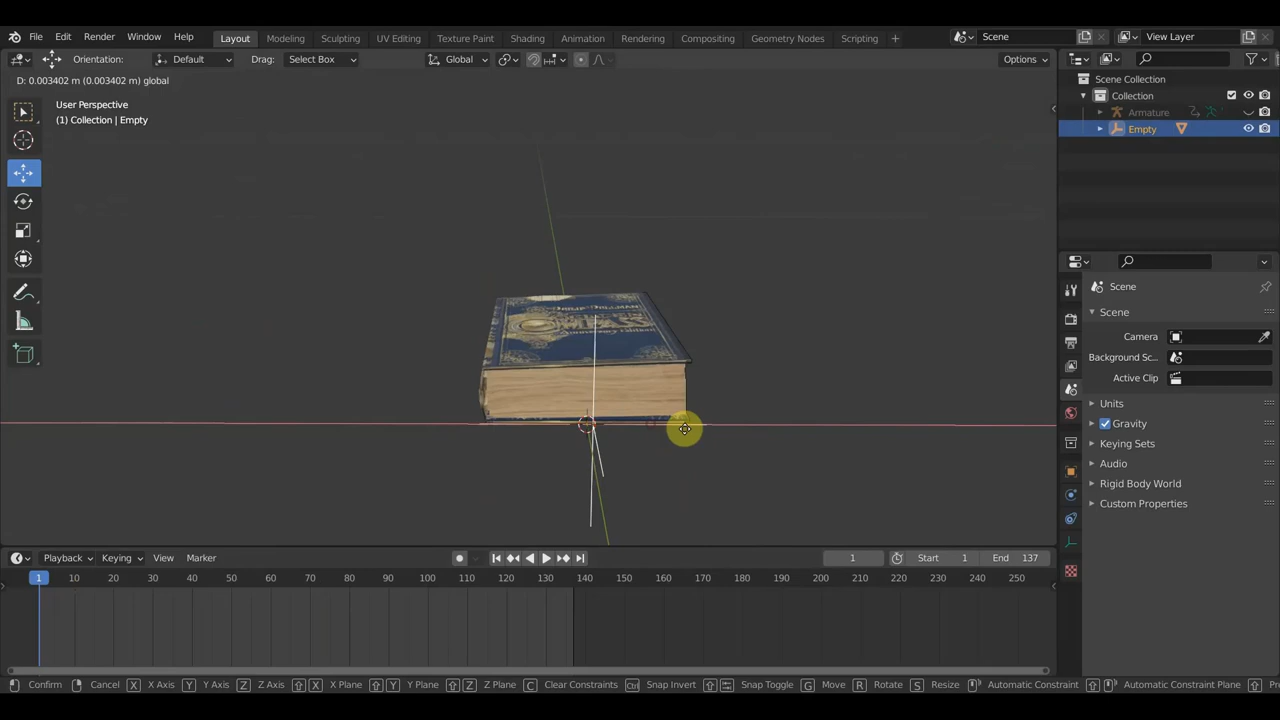 File Edit Render Window Help Layout Modeling Sculpting UV Editing Texture Paint Shading Animation Rendering Compositing Geometry Nodes Scripting + Scene View Layer
Orientation: Default Drag: Select Box Global Options
D: 0.003402 m (0.003402 m) global
User Perspective
(1) Collection | Empty
Scene Collection
Collection
Armature
Empty
Scene
Scene
Camera
Background Sc...
Active Clip
Units
Gravity
Keying Sets
Audio
Rigid Body World
Custom Properties
Playback Keying View Marker 1 Start 1 End 137
1 10 20 30 40 50 60 70 80 90 100 110 120 130 140 150 160 170 180 190 200 210 220 230 240 250
Confirm Cancel X X Axis Y Y Axis Z Z Axis X X Plane Y Y Plane Z Z Plane C Clear Constraints Ctrl Snap Invert Snap Toggle G Move R Rotate S Resize Automatic Constraint Automatic Constraint Plane